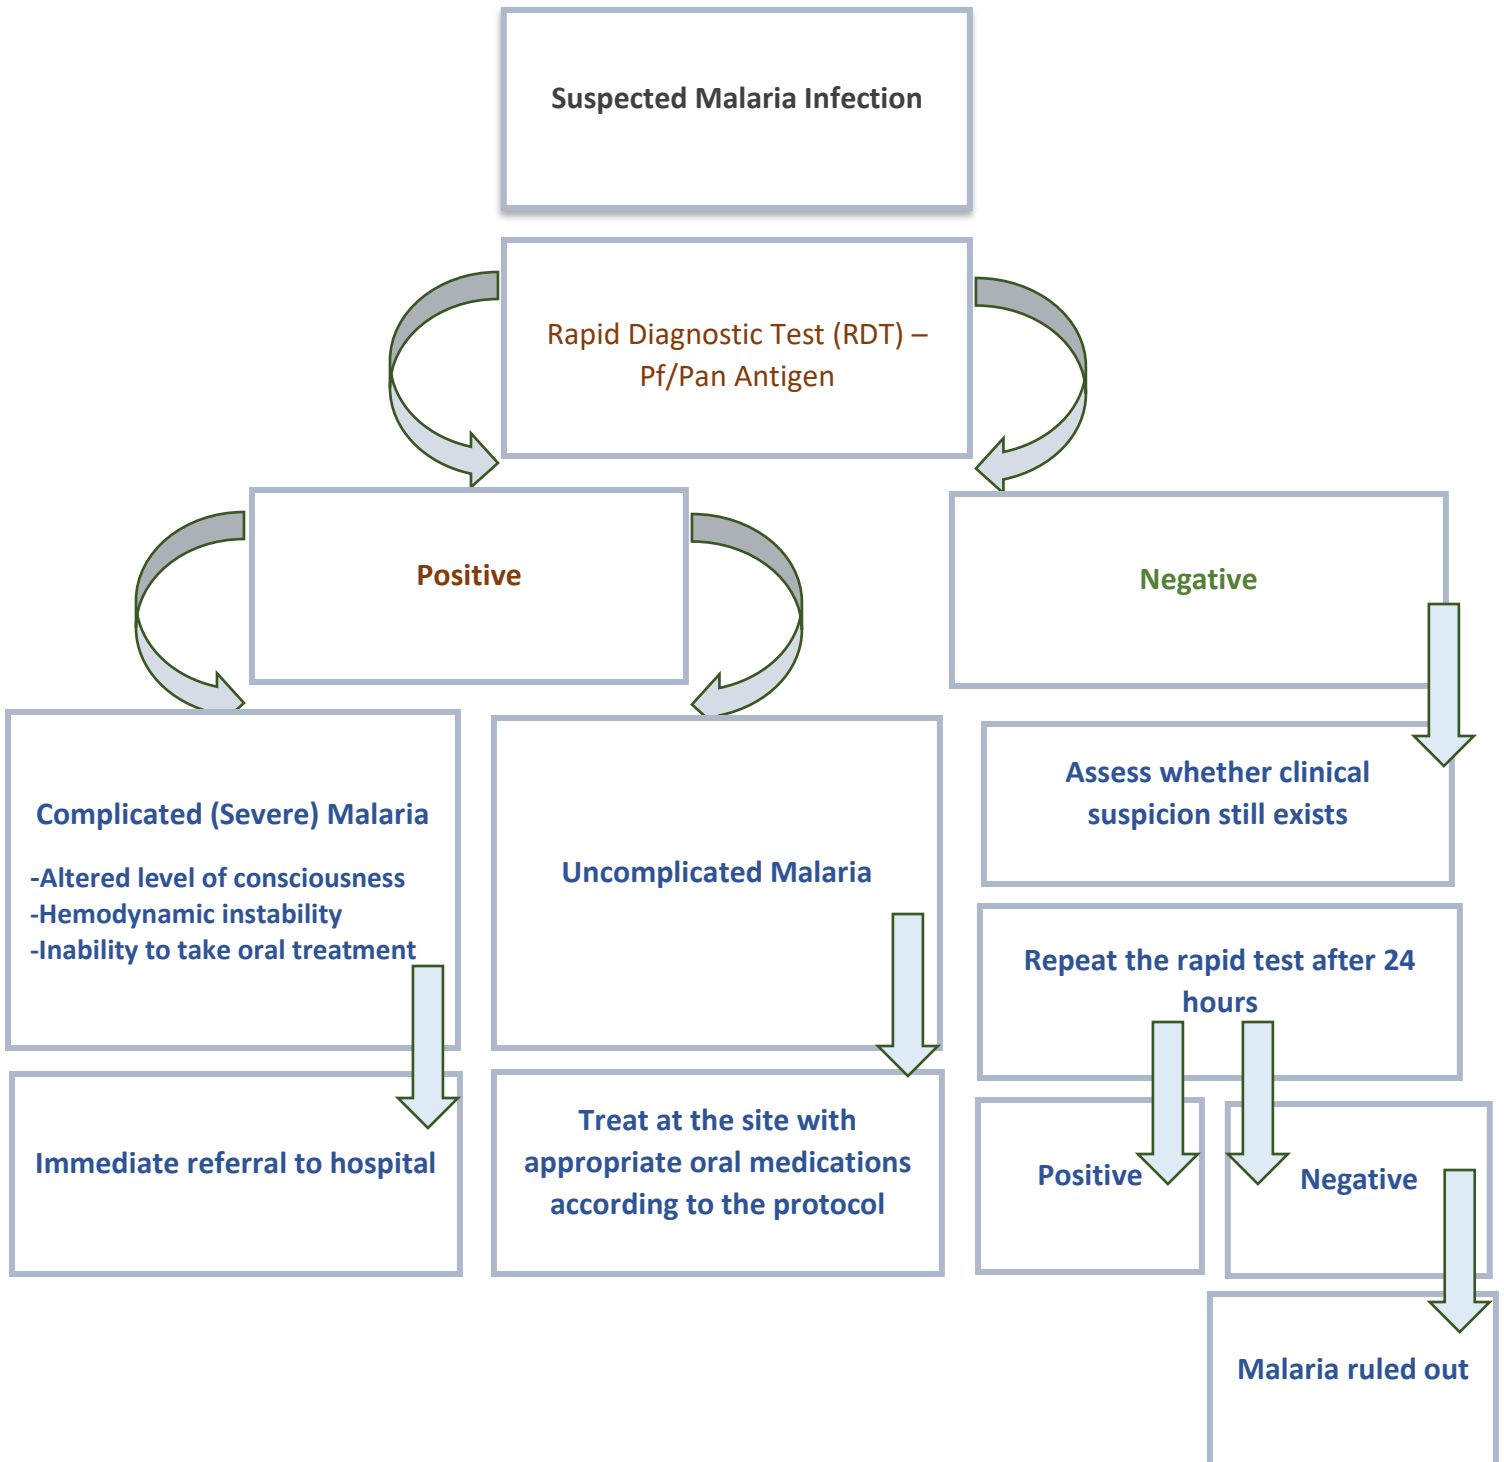 Suspected Malaria Infection
Rapid Diagnostic Test (RDT) –
Pf/Pan Antigen
Positive
Negative
Complicated (Severe) Malaria
-Altered level of consciousness
-Hemodynamic instability
-Inability to take oral treatment
Uncomplicated Malaria
Assess whether clinical
suspicion still exists
Repeat the rapid test after 24
hours
Immediate referral to hospital
Treat at the site with
appropriate oral medications
according to the protocol
Positive
Negative
Malaria ruled out